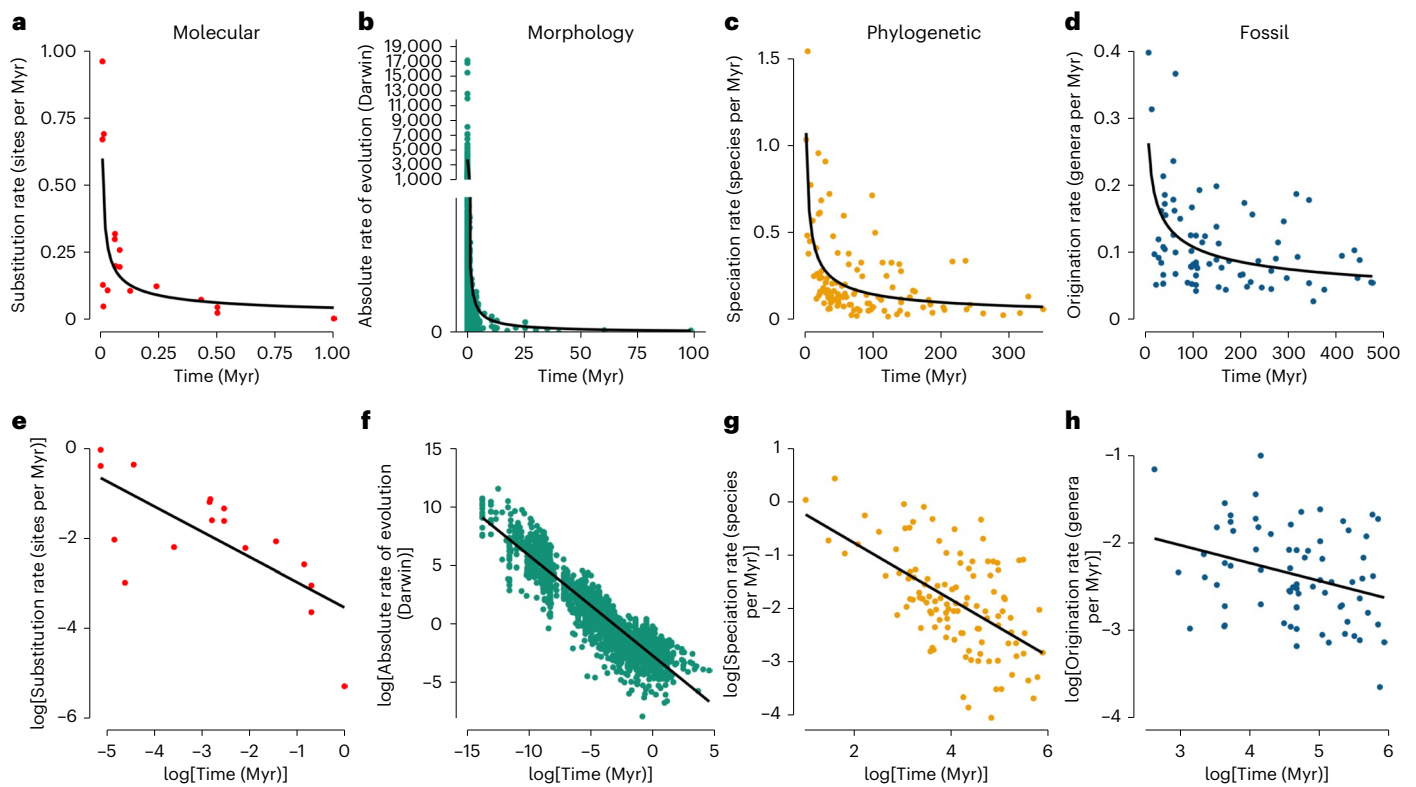 a
Molecular
Substitution rate (sites per Myr)
1.00
0.75
0.50
0.25
0
0
0.25
0.50
0.75
1.00
Time (Myr)
b
Morphology
Absolute rate of evolution (Darwin)
19,000
17,000
15,000
13,000
11,000
9,000
7,000
5,000
3,000
1,000
0
0
25
50
75
100
Time (Myr)
c
Phylogenetic
Speciation rate (species per Myr)
1.5
1.0
0.5
0
0
100
200
300
Time (Myr)
d
Fossil
Origination rate (genera per Myr)
0.4
0.3
0.2
0.1
0
0
100
200
300
400
500
Time (Myr)
e
log[Substitution rate (sites per Myr)]
0
−2
−4
−6
−5
−4
−3
−2
−1
0
log[Time (Myr)]
f
log[Absolute rate of evolution
(Darwin)]
15
10
5
0
−5
−15
−10
−5
0
5
log[Time (Myr)]
g
log[Speciation rate (species
per Myr)]
1
0
−1
−2
−3
−4
2
4
6
log[Time (Myr)]
h
log[Origination rate (genera
per Myr)]
−1
−2
−3
−4
3
4
5
6
log[Time (Myr)]